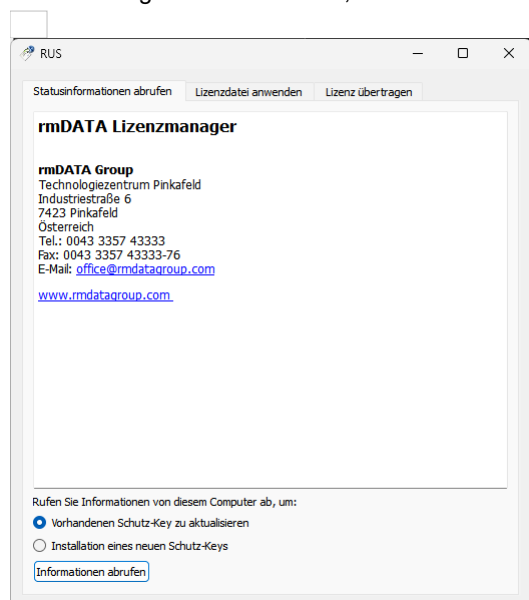 RUS
Statusinformationen abrufen Lizenzdatei anwenden Lizenz übertragen
rmDATA Lizenzmanager
rmDATA Group
Technologiezentrum Pinkafeld
Industriestraße 6
7423 Pinkafeld
Österreich
Tel.: 0043 3357 43333
Fax: 0043 3357 43333-76
E-Mail: office@rmdatagroup.com
www.rmdatagroup.com
Rufen Sie Informationen von diesem Computer ab, um:
Vorhandenen Schutz-Key zu aktualisieren
Installation eines neuen Schutz-Keys
Informationen abrufen